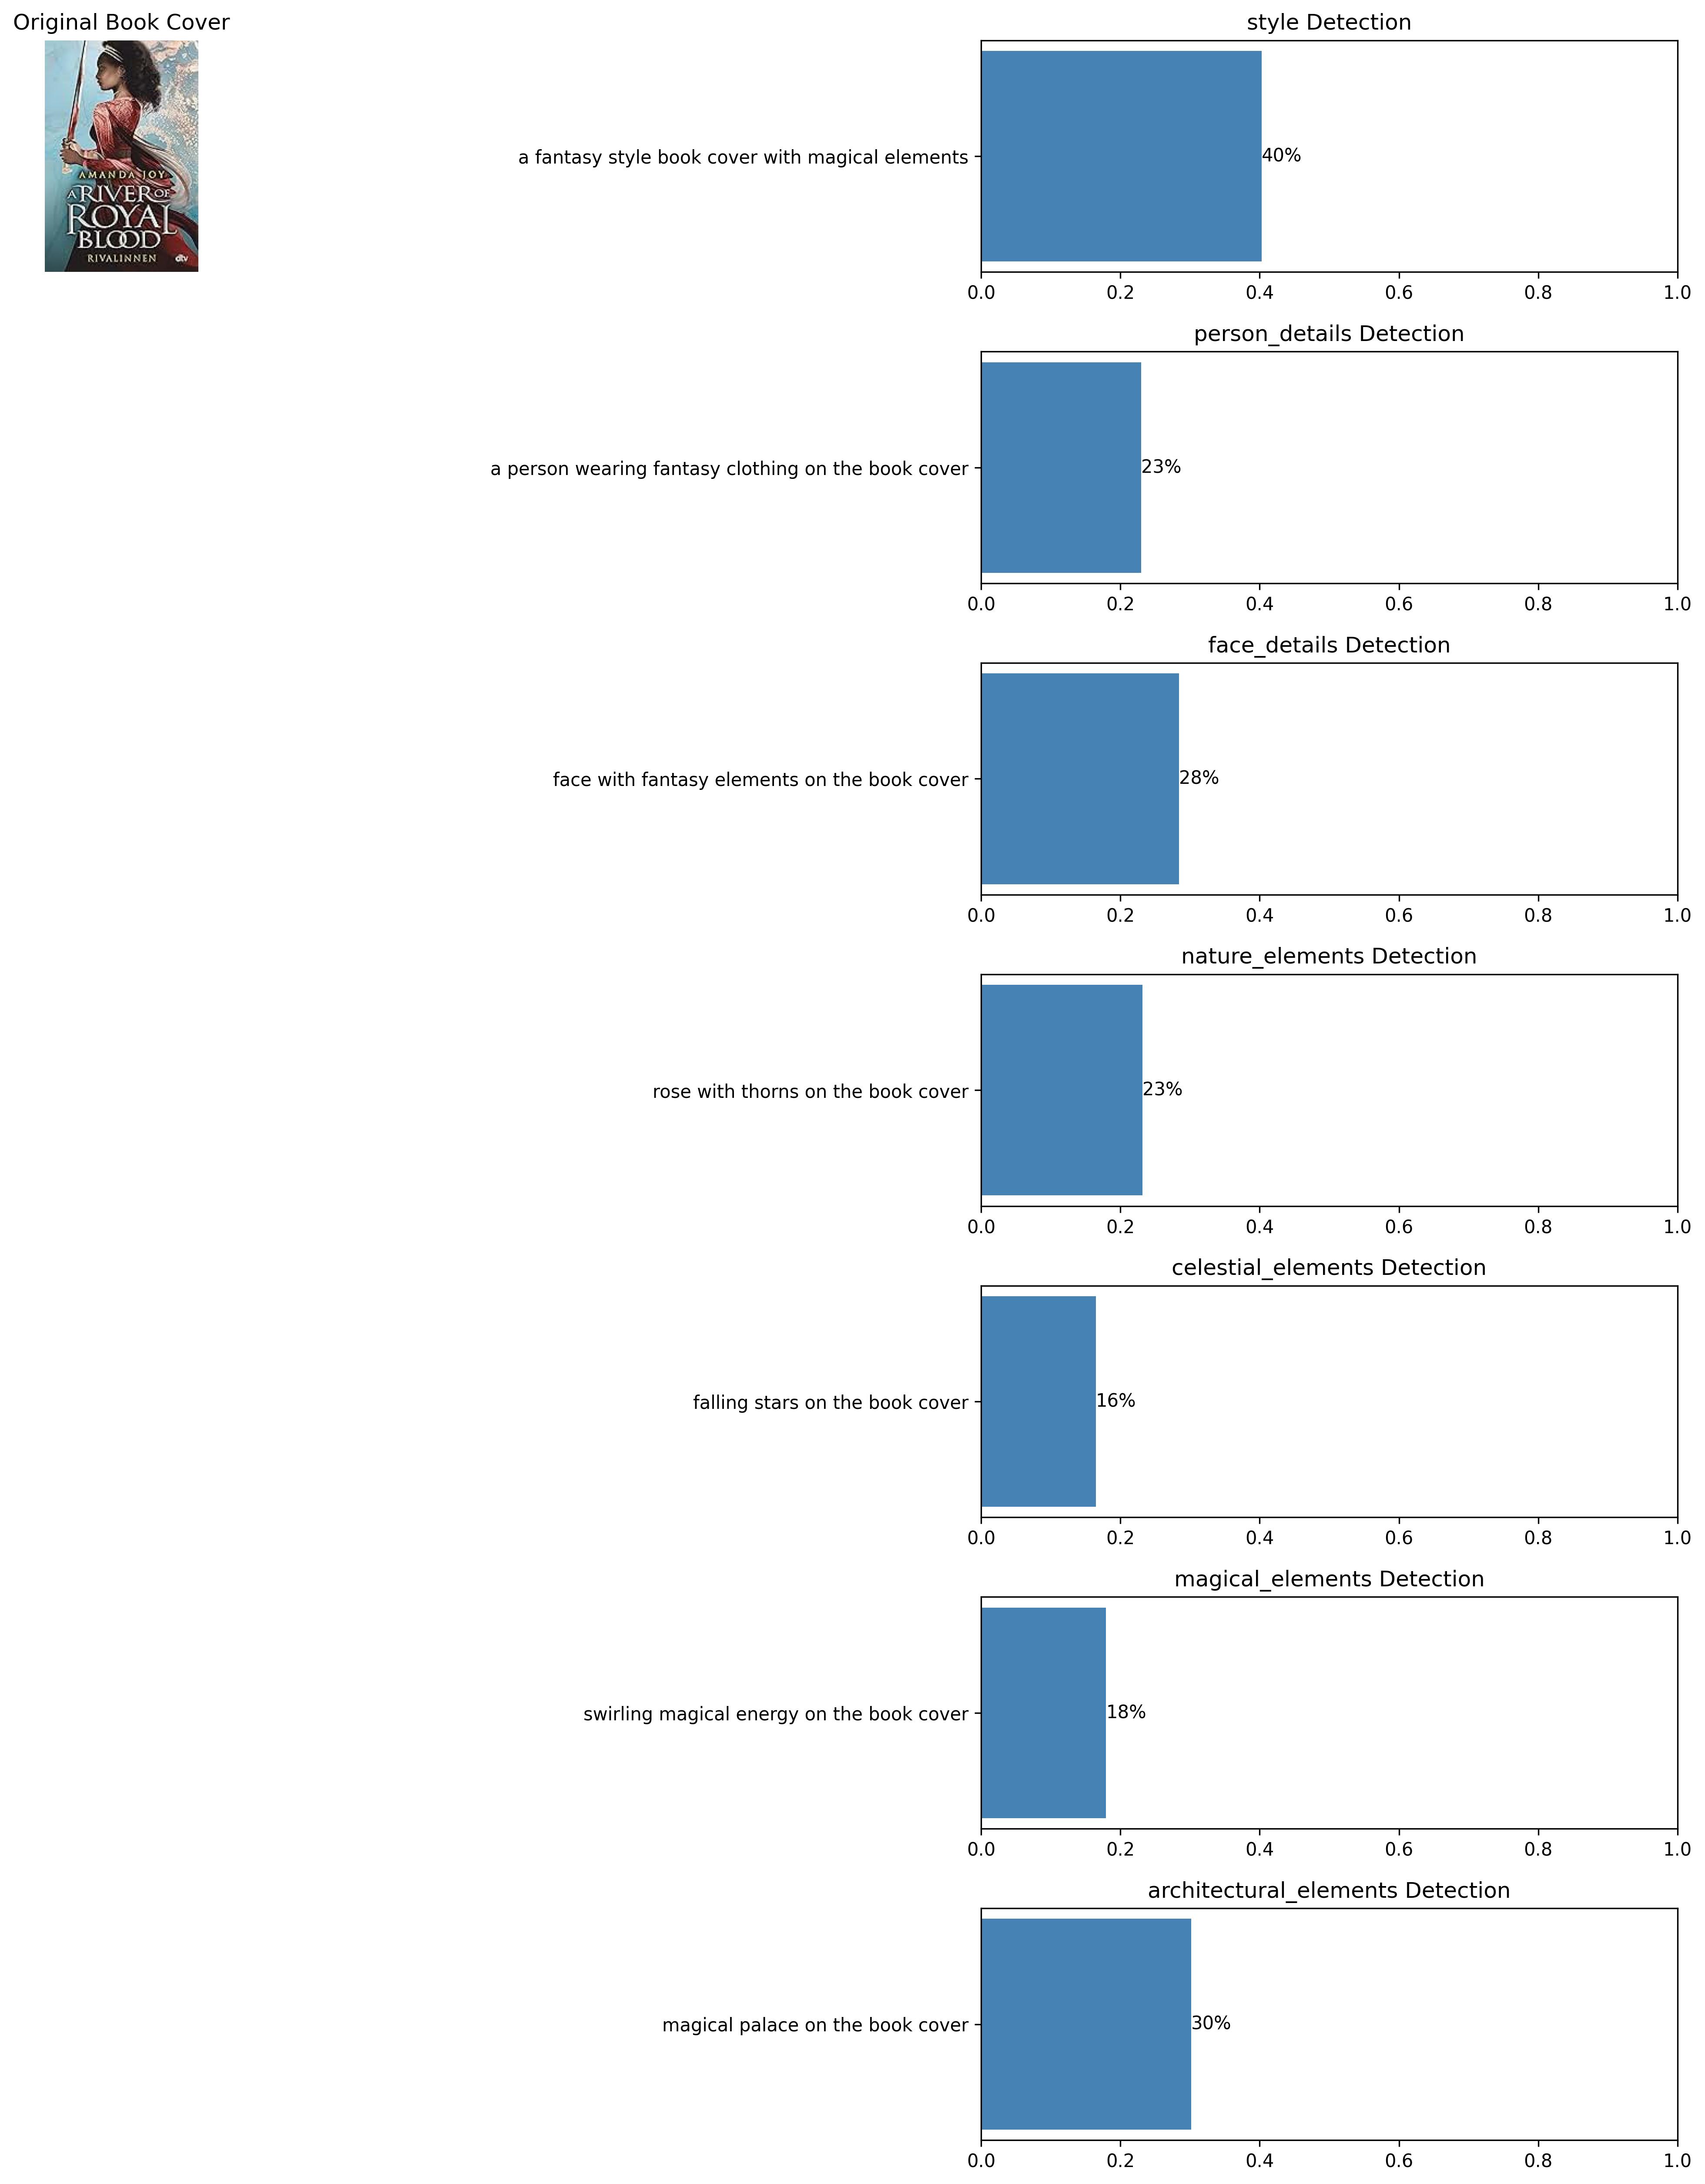 Original Book Cover
AMANDA JOY
A RIVER OF
ROYAL
BLOOD
RIVALINNEN
dtv
style Detection
a fantasy style book cover with magical elements
40%
0.0 0.2 0.4 0.6 0.8 1.0
person_details Detection
a person wearing fantasy clothing on the book cover
23%
0.0 0.2 0.4 0.6 0.8 1.0
face_details Detection
face with fantasy elements on the book cover
28%
0.0 0.2 0.4 0.6 0.8 1.0
nature_elements Detection
rose with thorns on the book cover
23%
0.0 0.2 0.4 0.6 0.8 1.0
celestial_elements Detection
falling stars on the book cover
16%
0.0 0.2 0.4 0.6 0.8 1.0
magical_elements Detection
swirling magical energy on the book cover
18%
0.0 0.2 0.4 0.6 0.8 1.0
architectural_elements Detection
magical palace on the book cover
30%
0.0 0.2 0.4 0.6 0.8 1.0